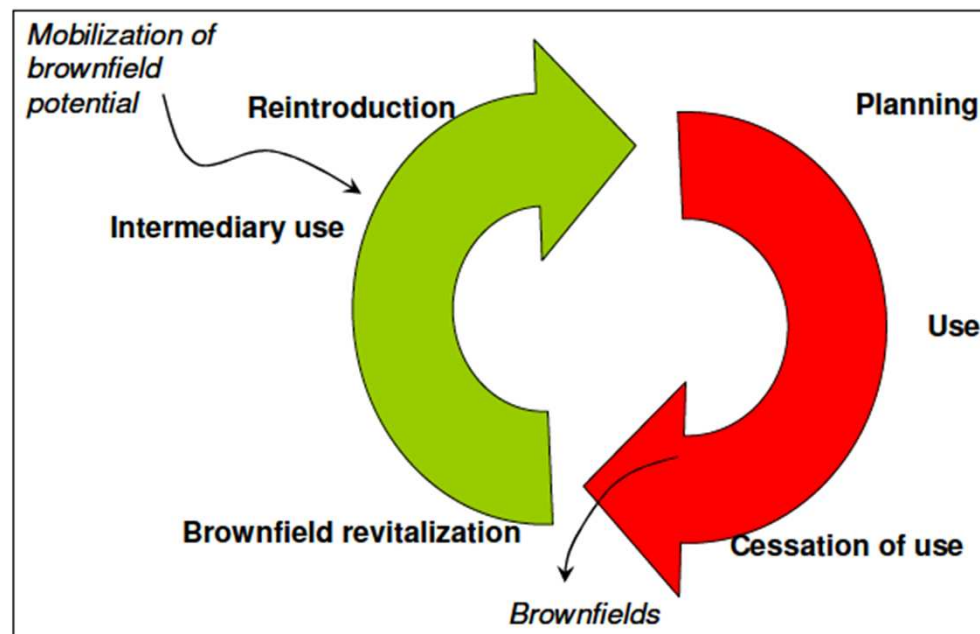 Mobilization of
brownfield
potential
Reintroduction
Planning
Intermediary use
Use
Brownfield revitalization
Cessation of use
Brownfields